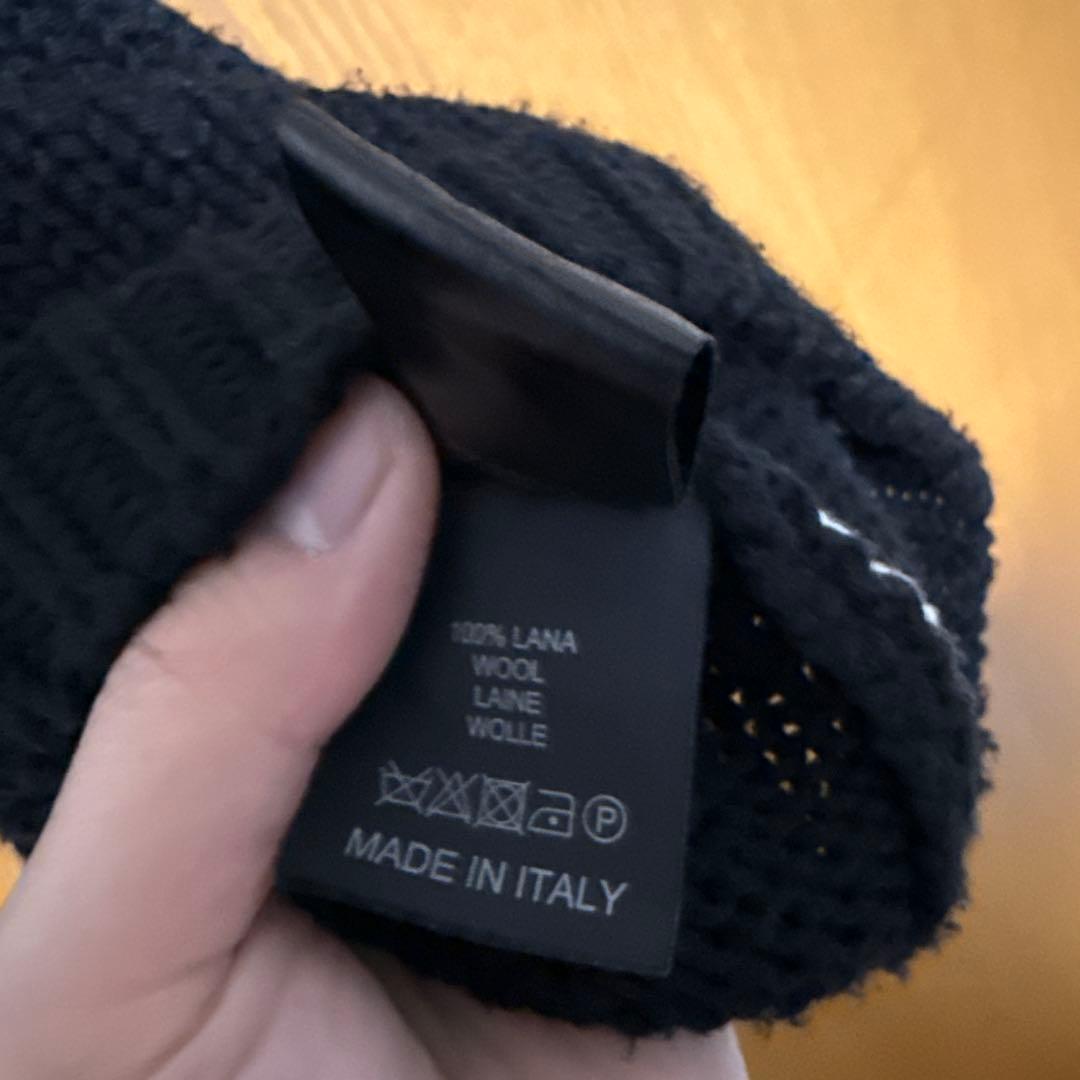 100% LANA
WOOL
LAINE
WOLLE
P
MADE IN ITALY